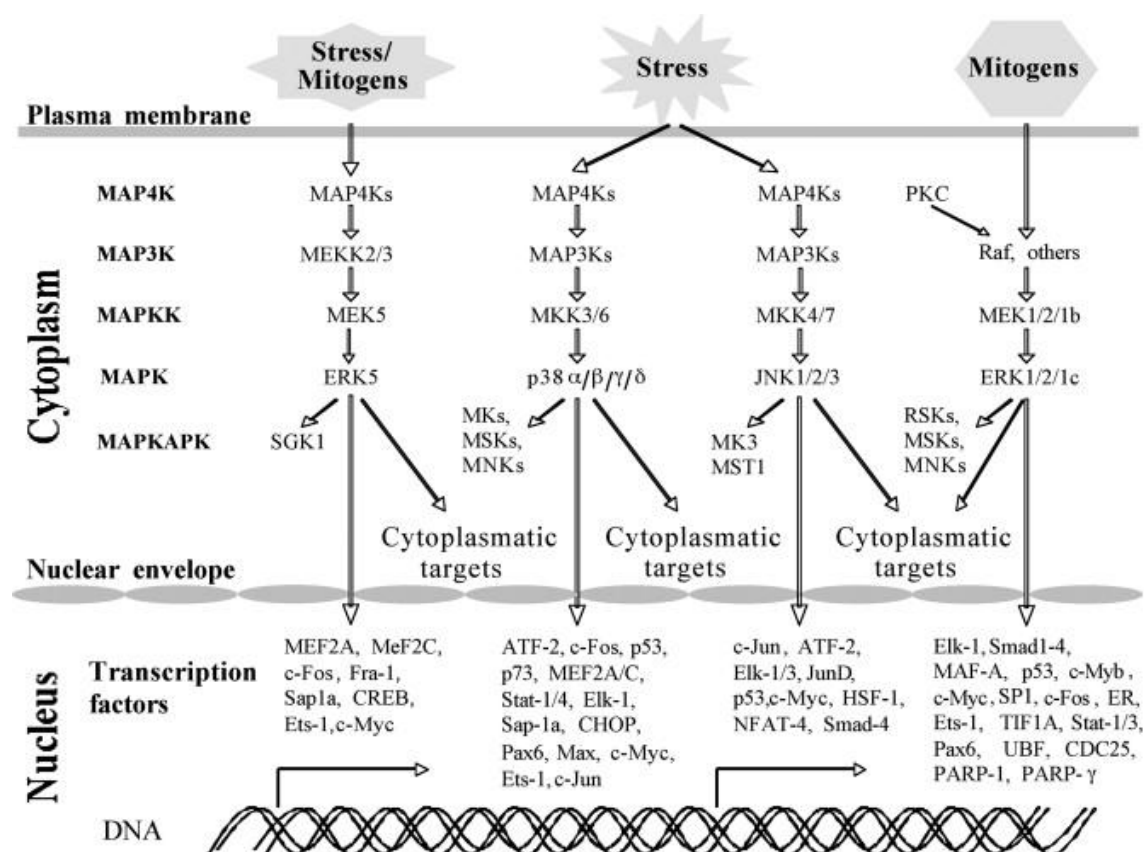 Stress/
Mitogens
Stress
Mitogens
Plasma membrane
MAP4K
MAP4Ks
MAP4Ks
MAP4Ks
PKC
MAP3K
MEKK2/3
MAP3Ks
MAP3Ks
Raf, others
MAPKK
MEK5
MKK3/6
MKK4/7
MEK1/2/1b
MAPK
ERK5
p38 α/β/γ/δ
JNK1/2/3
ERK1/2/1c
MAPKAPK
SGK1
MKs,
MSKs,
MNKs
MK3
MST1
RSKs,
MSKs,
MNKs
Cytoplasm
Cytoplasmatic
targets
Cytoplasmatic
targets
Cytoplasmatic
targets
Nuclear envelope
Nucleus
Transcription
factors
MEF2A, MeF2C,
c-Fos, Fra-1,
Sap1a, CREB,
Ets-1,c-Myc
ATF-2, c-Fos, p53,
p73, MEF2A/C,
Stat-1/4, Elk-1,
Sap-1a, CHOP,
Pax6, Max, c-Myc,
Ets-1, c-Jun
c-Jun, ATF-2,
Elk-1/3, JunD,
p53,c-Myc, HSF-1,
NFAT-4, Smad-4
Elk-1, Smad1-4,
MAF-A, p53, c-Myb,
c-Myc, SP1, c-Fos, ER,
Ets-1, TIF1A, Stat-1/3,
Pax6, UBF, CDC25,
PARP-1, PARP- γ
DNA